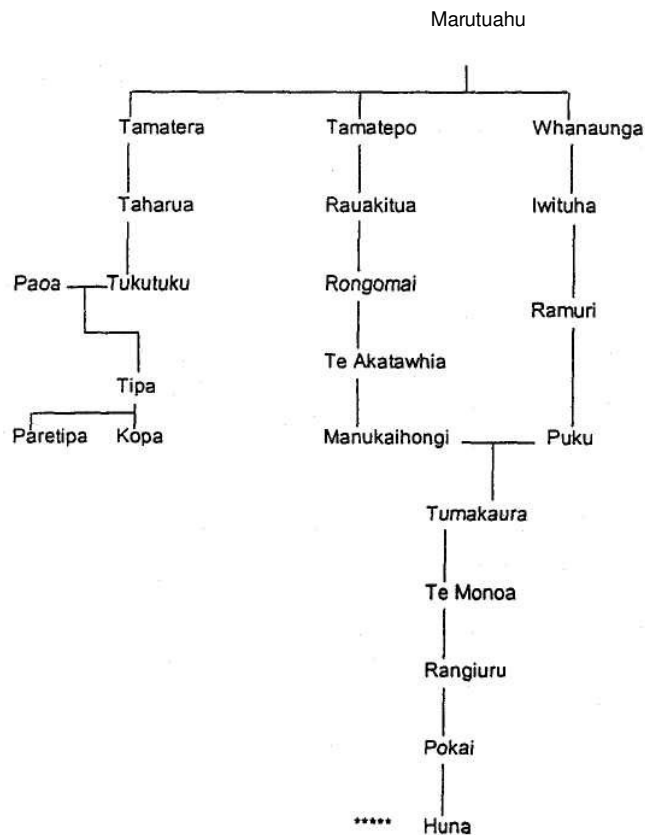 Marutuahu
Tamatera Tamatepo Whanaunga
Taharua Rauakitua Iwituha
Paoa Tukutuku Rongomai
Ramuri
Te Akatawhia
Tipa
Paretipa Kopa Manukaihongi Puku
Tumakaura
Te Monoa
Rangiuru
Pokai
***** Huna